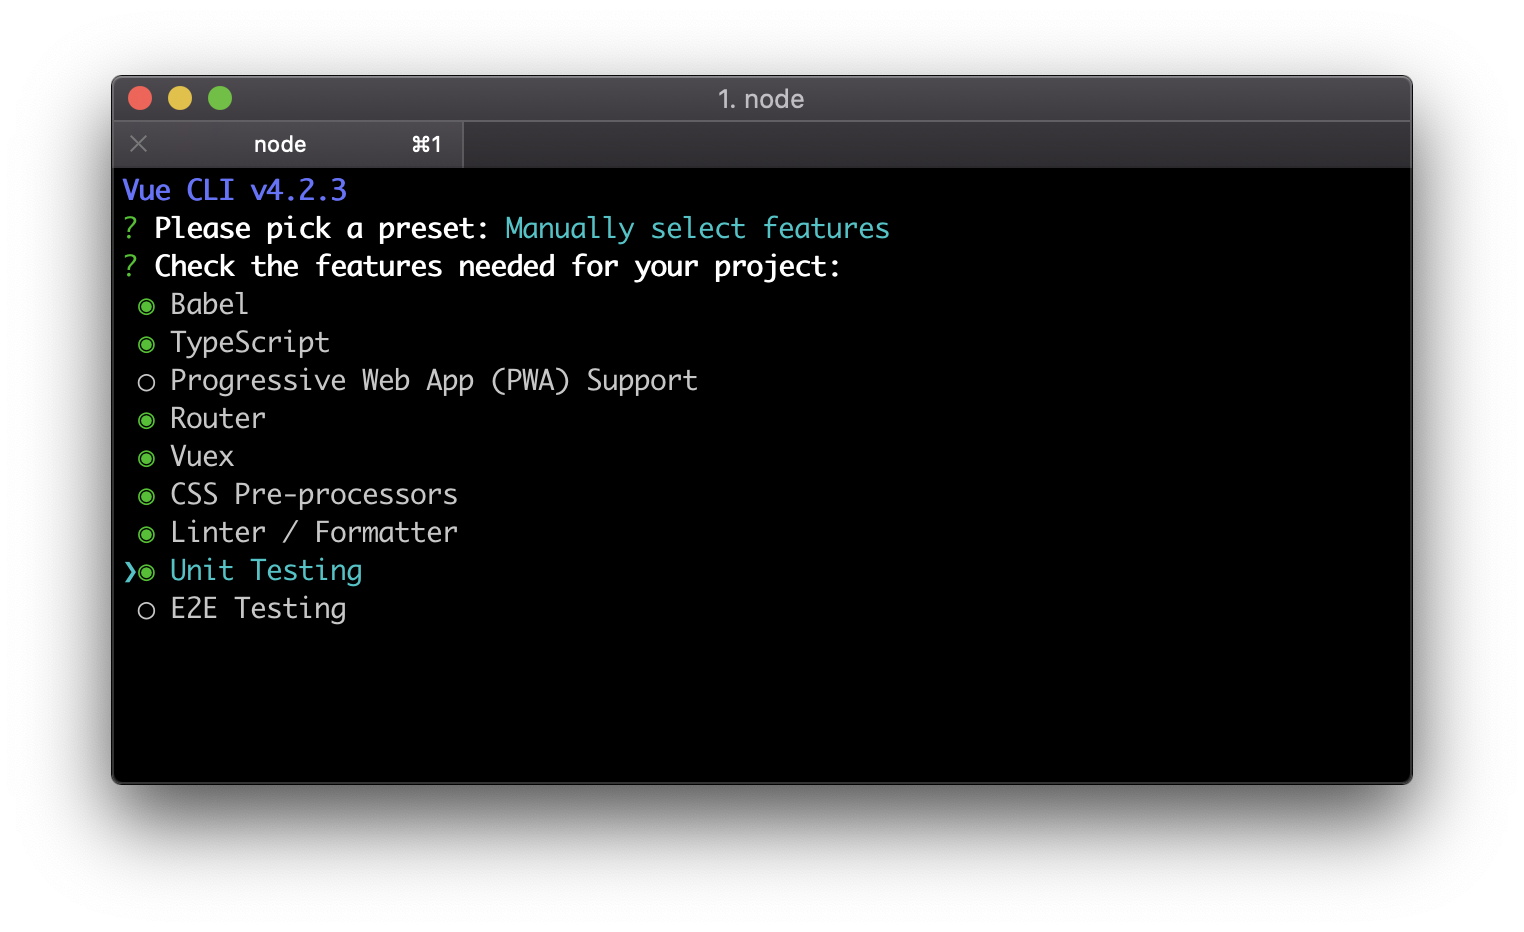 1. node
node ⌘1
Vue CLI v4.2.3
? Please pick a preset: Manually select features
? Check the features needed for your project:
◉ Babel
◉ TypeScript
◯ Progressive Web App (PWA) Support
◉ Router
◉ Vuex
◉ CSS Pre-processors
◉ Linter / Formatter
❯◉ Unit Testing
◯ E2E Testing